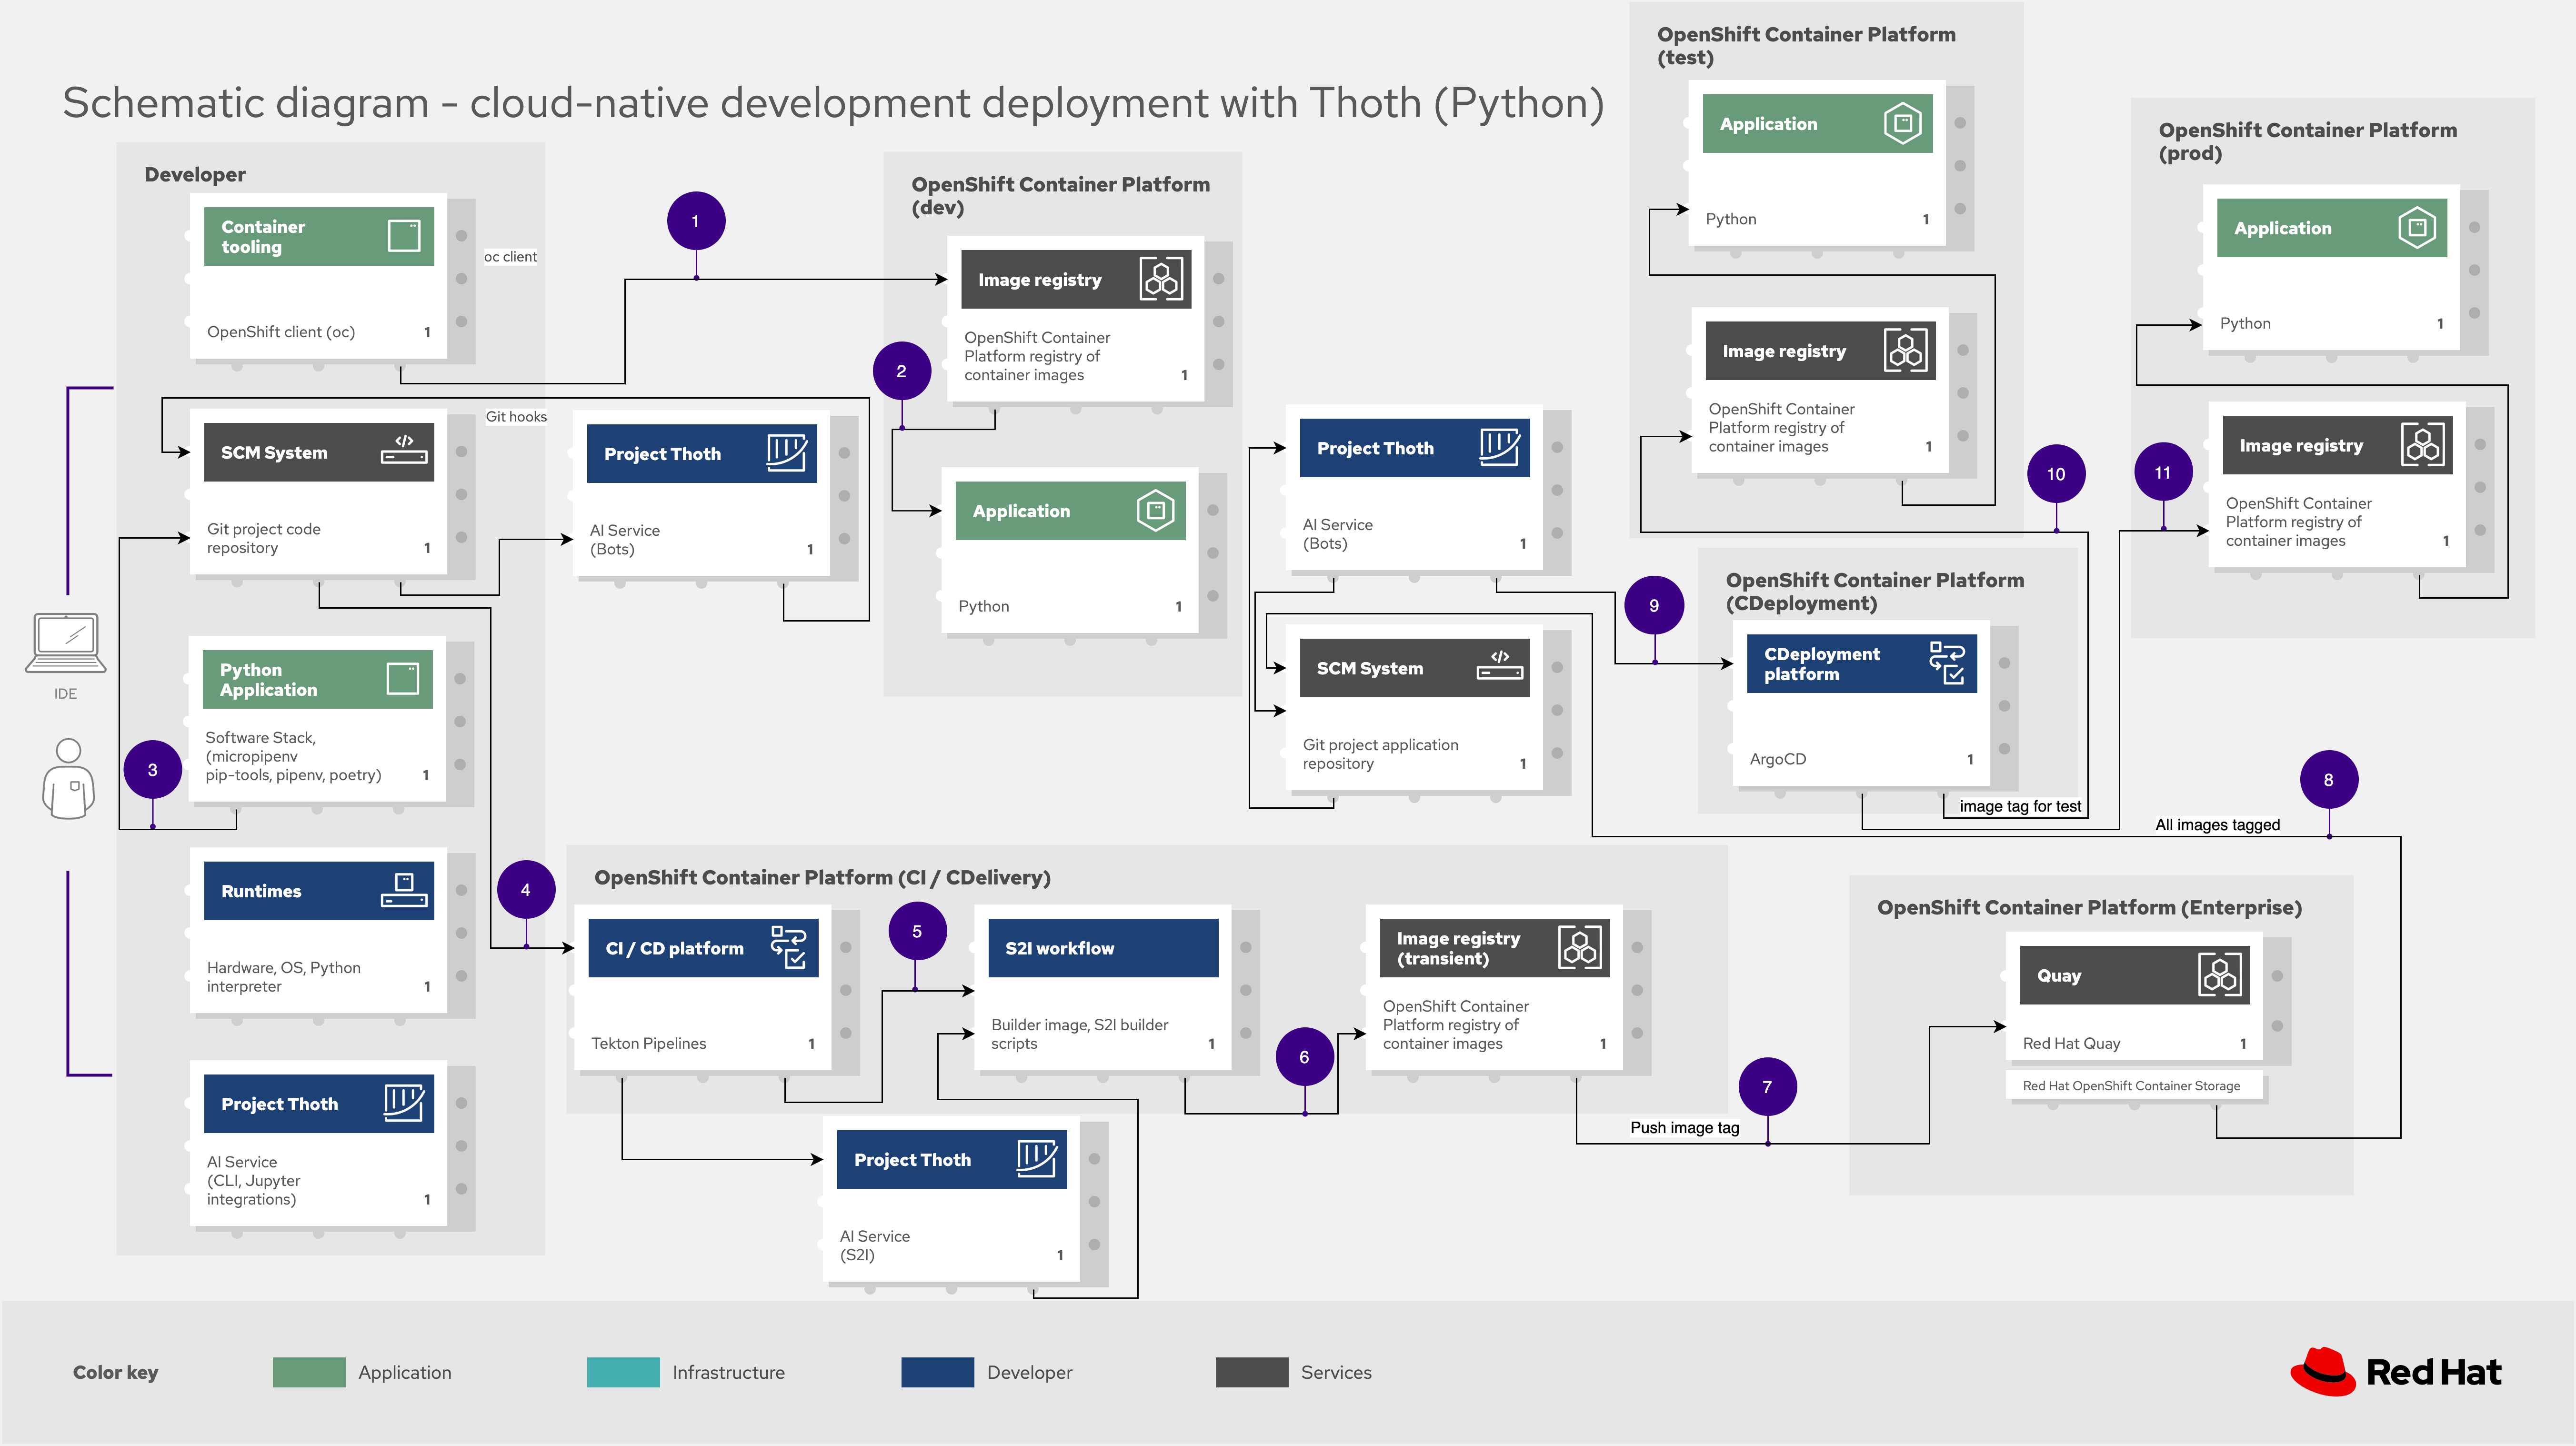 Schematic diagram - cloud-native development deployment with Thoth (Python)
Developer
Container
tooling
OpenShift client (oc)
1
oc client
SCM System
Git project code
repository
1
Git hooks
Python
Application
Software Stack,
(micropipenv
pip-tools, pipenv, poetry)
1
Runtimes
Hardware, OS, Python
interpreter
1
Project Thoth
AI Service
(CLI, Jupyter
integrations)
1
IDE
1
2
3
4
Project Thoth
AI Service
(Bots)
1
OpenShift Container Platform
(dev)
Image registry
OpenShift Container
Platform registry of
container images
1
Application
Python
1
Project Thoth
AI Service
(Bots)
1
SCM System
Git project application
repository
1
OpenShift Container Platform
(test)
Application
Python
1
Image registry
OpenShift Container
Platform registry of
container images
1
9
10
11
OpenShift Container Platform
(CDeployment)
CDeployment
platform
ArgoCD
1
image tag for test
OpenShift Container Platform
(prod)
Application
Python
1
Image registry
OpenShift Container
Platform registry of
container images
1
8
All images tagged
OpenShift Container Platform (CI / CDelivery)
CI / CD platform
Tekton Pipelines
1
5
S2I workflow
Builder image, S2I builder
scripts
1
6
Image registry
(transient)
OpenShift Container
Platform registry of
container images
1
Project Thoth
AI Service
(S2I)
1
7
Push image tag
OpenShift Container Platform (Enterprise)
Quay
Red Hat Quay
1
Red Hat OpenShift Container Storage
Color key
Application
Infrastructure
Developer
Services
Red Hat